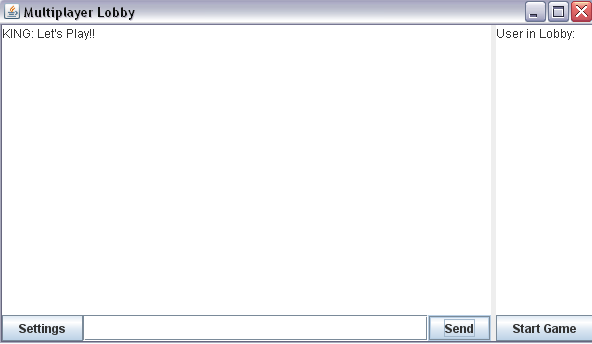 Multiplayer Lobby
KING: Let's Play!!
User in Lobby:
Settings
Send
Start Game